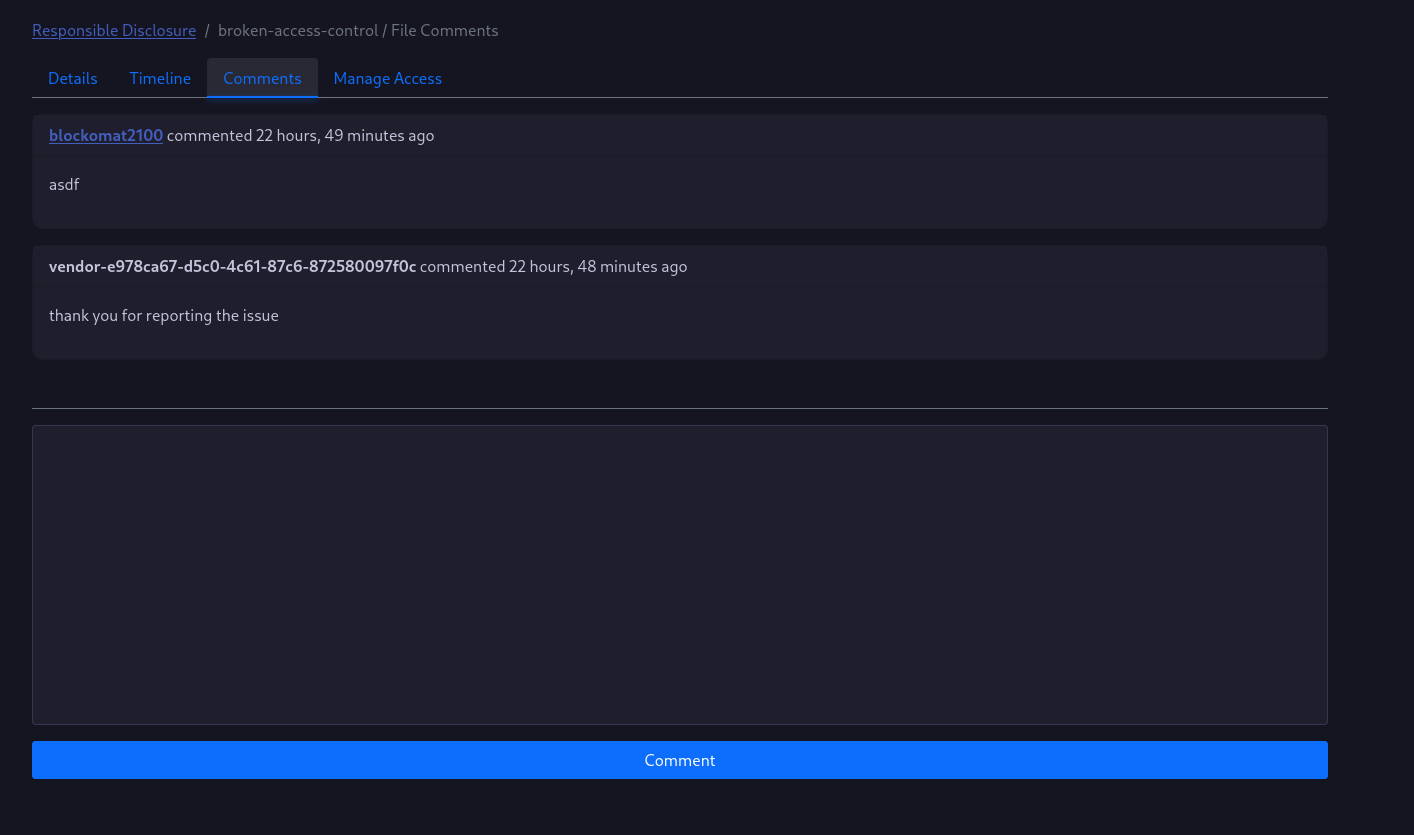 Responsible Disclosure / broken-access-control / File Comments
Details Timeline Comments Manage Access
blockomat2100 commented 22 hours, 49 minutes ago
asdf
vendor-e978ca67-d5c0-4c61-87c6-872580097f0c commented 22 hours, 48 minutes ago
thank you for reporting the issue
Comment